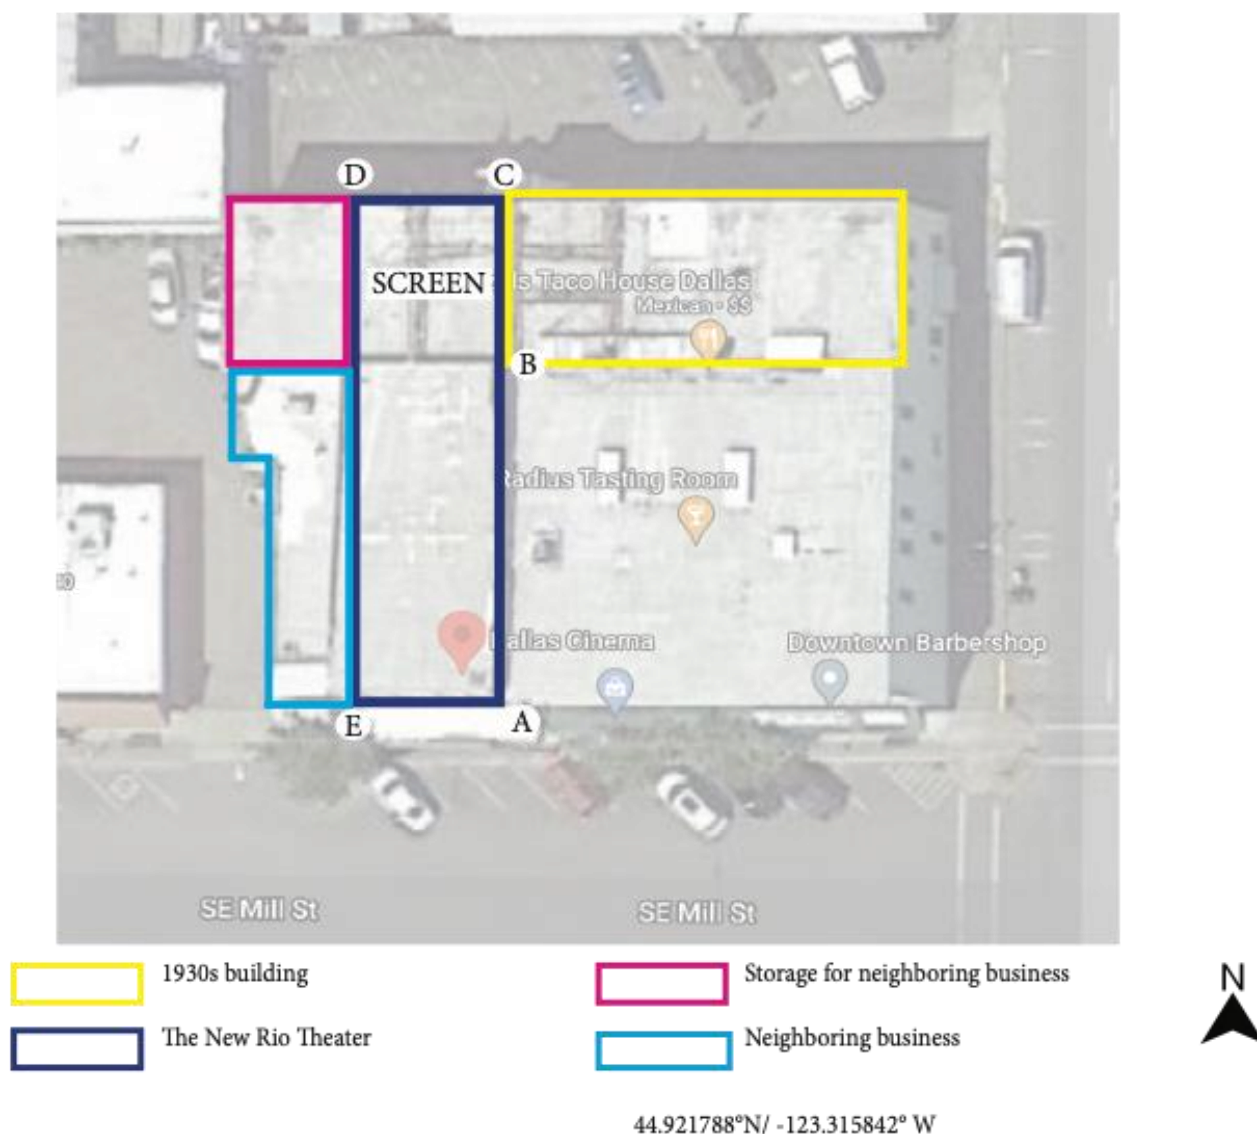 D
C
SCREEN
ls Taco House Dallas
Mexican · $$
B
Radius Tasting Room
Dallas Cinema
Downtown Barbershop
E
A
SE Mill St
SE Mill St
1930s building
Storage for neighboring business
N
The New Rio Theater
Neighboring business
44.921788°N/ -123.315842° W